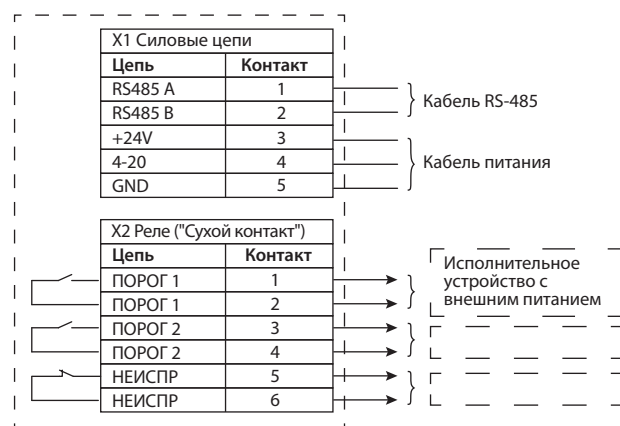 X1 Силовые цепи
Цепь Контакт
RS485 A 1
RS485 B 2
+24V 3
4-20 4
GND 5
Кабель RS-485
Кабель питания
X2 Реле ("Сухой контакт")
Цепь Контакт
ПОРОГ 1 1
ПОРОГ 1 2
ПОРОГ 2 3
ПОРОГ 2 4
НЕИСПР 5
НЕИСПР 6
Исполнительное
устройство с
внешним питанием